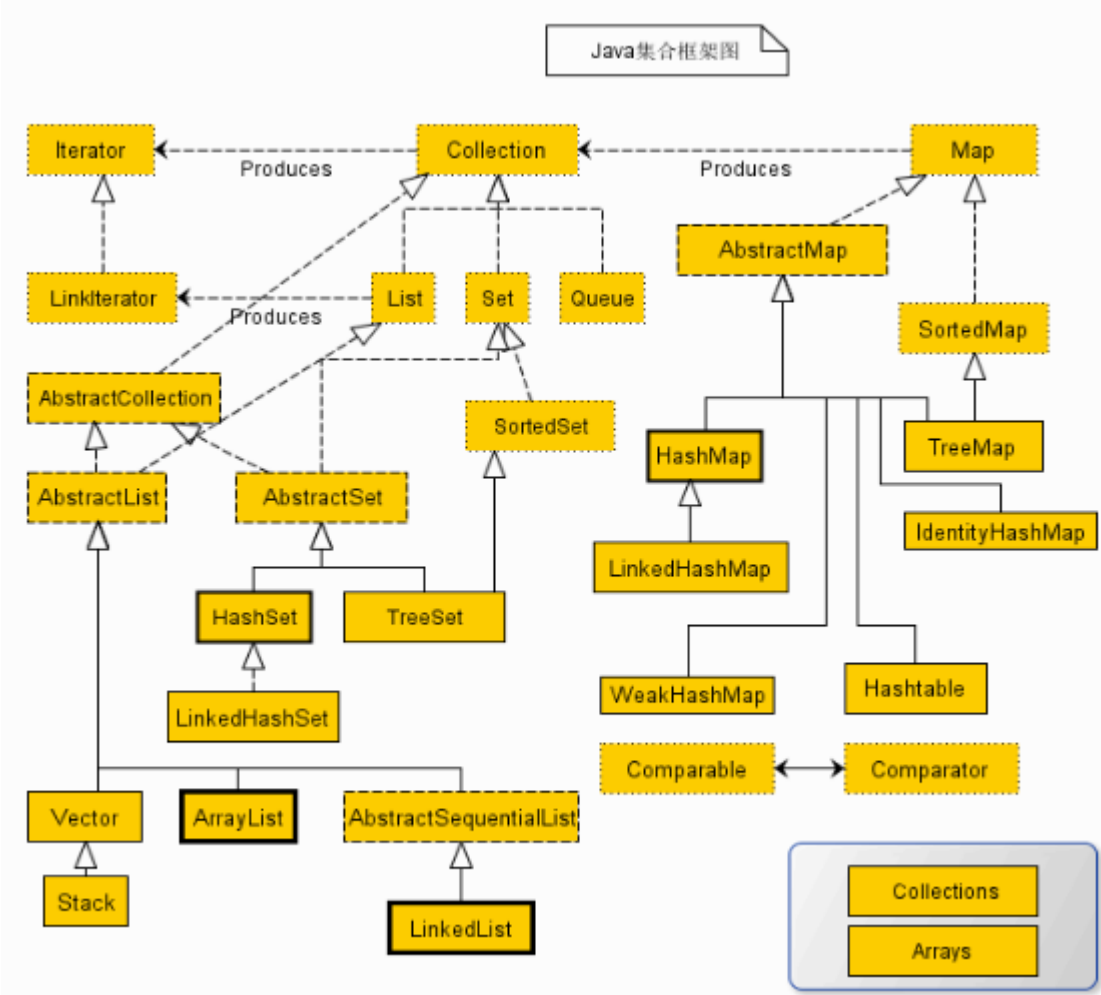 Java集合框架图
Iterator
Produces
Collection
Produces
Map
AbstractMap
LinkIterator
Produces
List
Set
Queue
SortedMap
AbstractCollection
SortedSet
HashMap
TreeMap
AbstractList
AbstractSet
IdentityHashMap
LinkedHashMap
HashSet
TreeSet
WeakHashMap
Hashtable
LinkedHashSet
Comparable
Comparator
Vector
ArrayList
AbstractSequentialList
Stack
LinkedList
Collections
Arrays